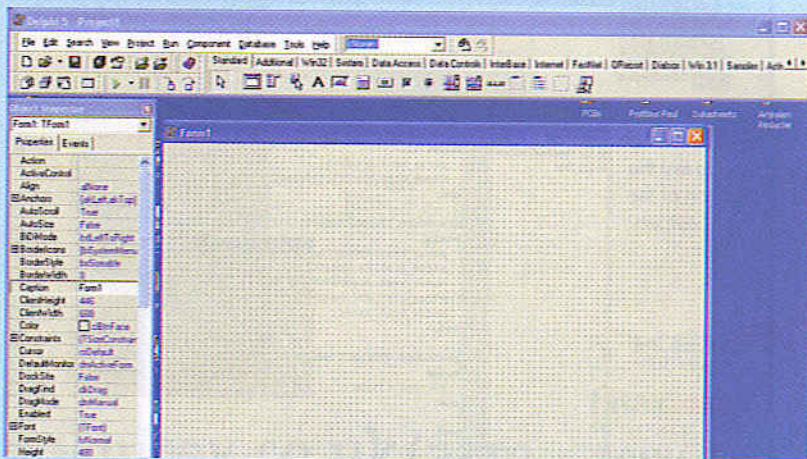 Delphi 5 - Project1
File Edit Search View Project Run Component Database Tools Help <None>
Standard Additional Win32 System Data Access Data Controls InterBase Internet FastNet QReport Dialogs Win 3.1 Samples
Object Inspector
Form1: TForm1
Properties Events
Action
ActiveControl
Align alNone
Anchors [akLeft,akTop]
AutoScroll True
AutoSize False
BiDiMode bdLeftToRight
BorderIcons [biSystemMenu
BorderStyle bsSizeable
BorderWidth 0
Caption Form1
ClientHeight 446
ClientWidth 688
Color clBtnFace
Constraints (TSizeConstrain
Cursor crDefault
DefaultMonitor dmActiveForm
DockSite False
DragKind dkDrag
DragMode dmManual
Enabled True
Font (TFont)
FormStyle fsNormal
Height 480
Form1